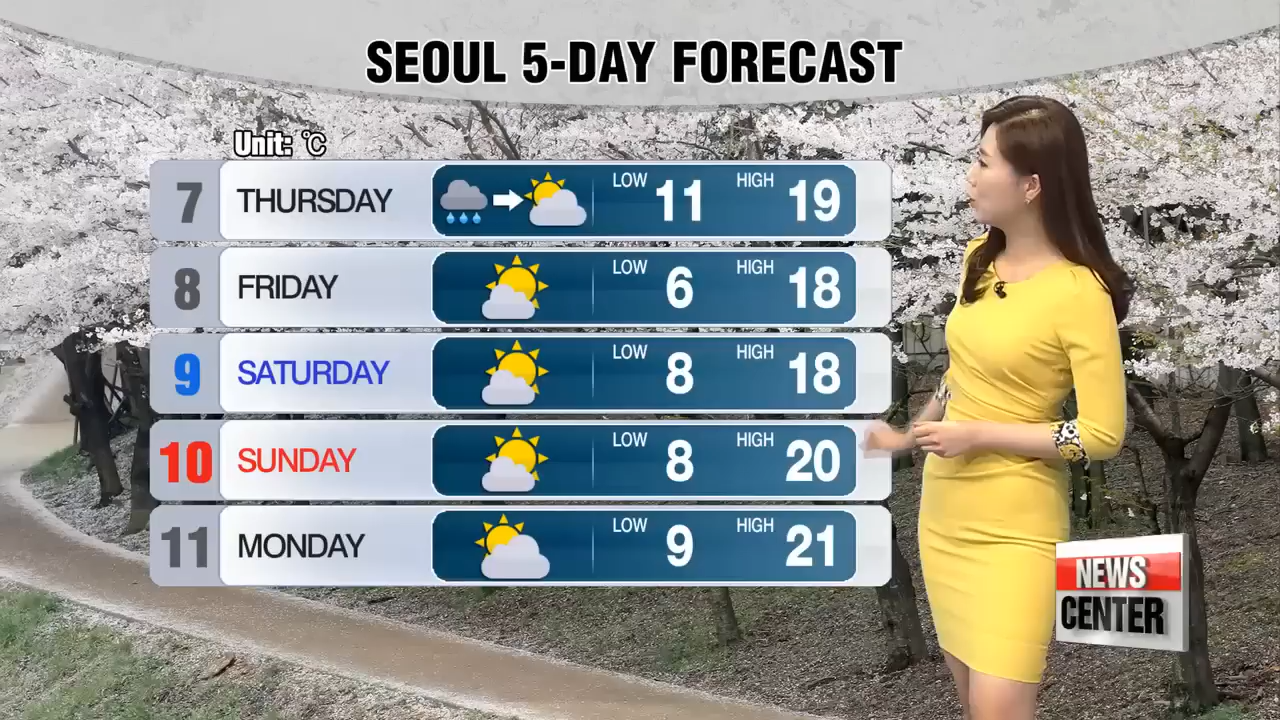 SEOUL 5-DAY FORECAST
Unit: ℃
7 THURSDAY LOW 11 HIGH 19
8 FRIDAY LOW 6 HIGH 18
9 SATURDAY LOW 8 HIGH 18
10 SUNDAY LOW 8 HIGH 20
11 MONDAY LOW 9 HIGH 21
NEWS
CENTER